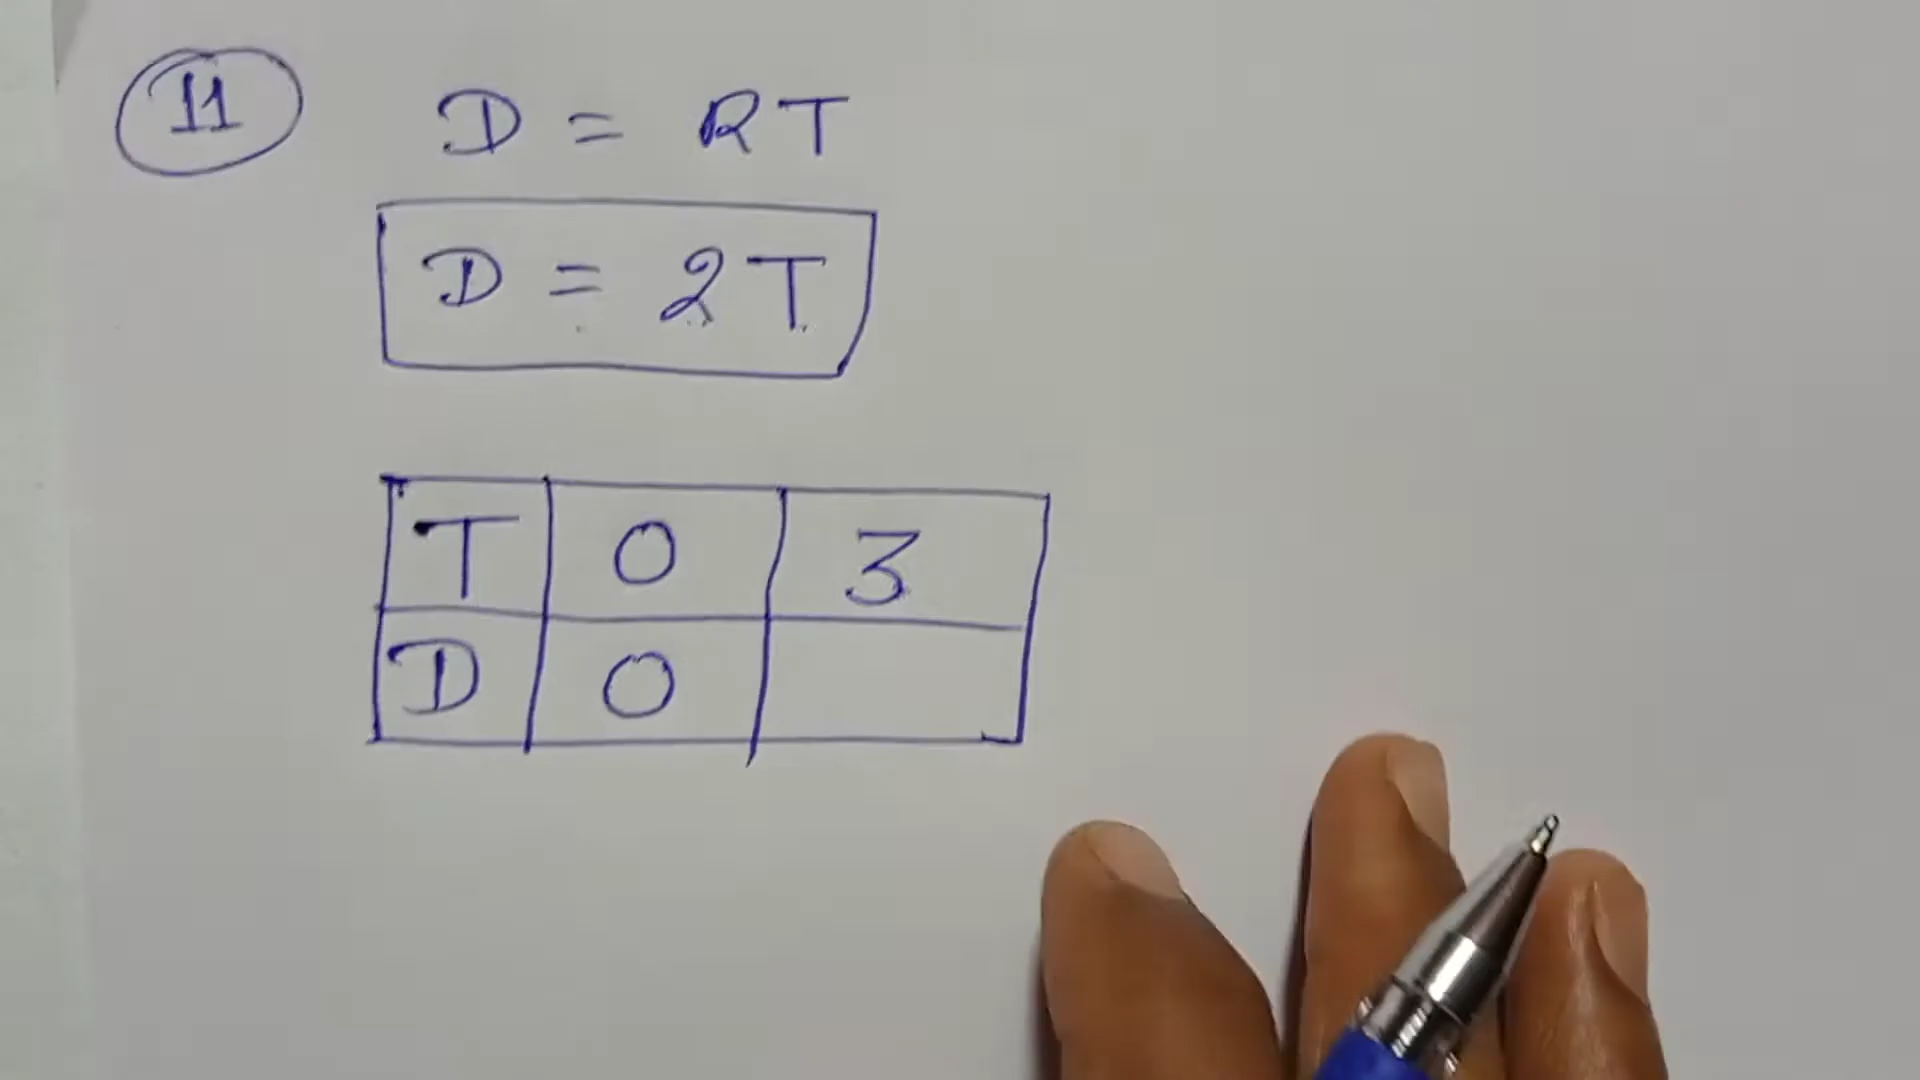 11
D = RT
D = 2T
T 0 3
D 0